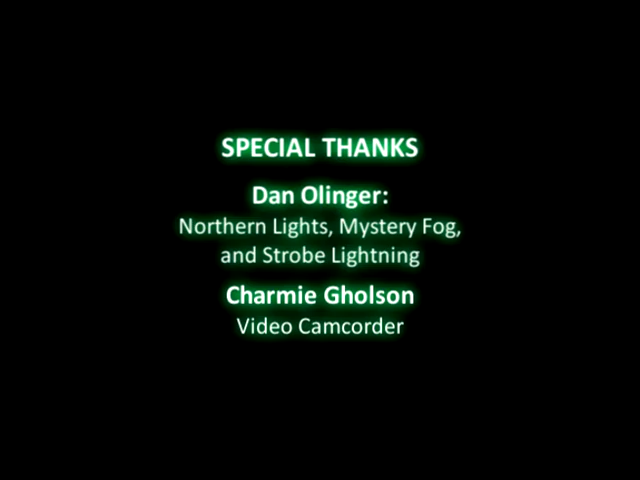 SPECIAL THANKS
Dan Olinger:
Northern Lights, Mystery Fog,
and Strobe Lightning
Charmie Gholson
Video Camcorder